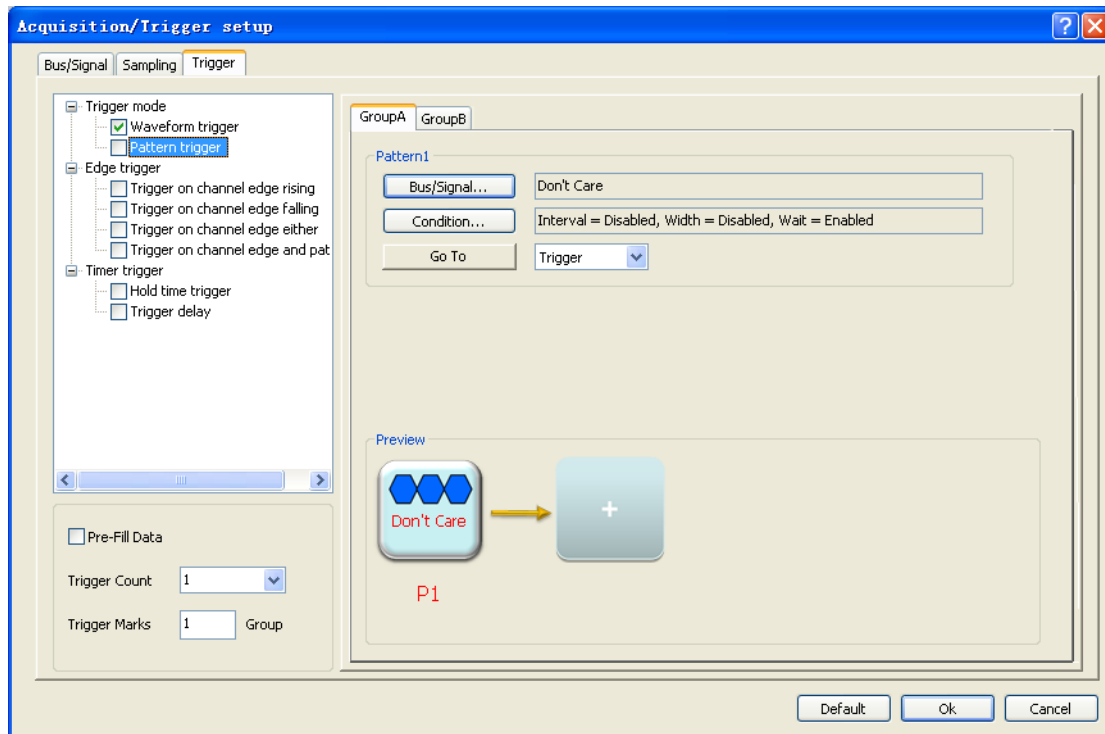 Acquisition/Trigger setup
Bus/Signal Sampling Trigger
Trigger mode
Waveform trigger
Pattern trigger
Edge trigger
Trigger on channel edge rising
Trigger on channel edge falling
Trigger on channel edge either
Trigger on channel edge and pat
Timer trigger
Hold time trigger
Trigger delay
Pre-Fill Data
Trigger Count 1
Trigger Marks 1 Group
GroupA GroupB
Pattern1
Bus/Signal... Don't Care
Condition... Interval = Disabled, Width = Disabled, Wait = Enabled
Go To Trigger
Preview
Don't Care
+
P1
Default Ok Cancel